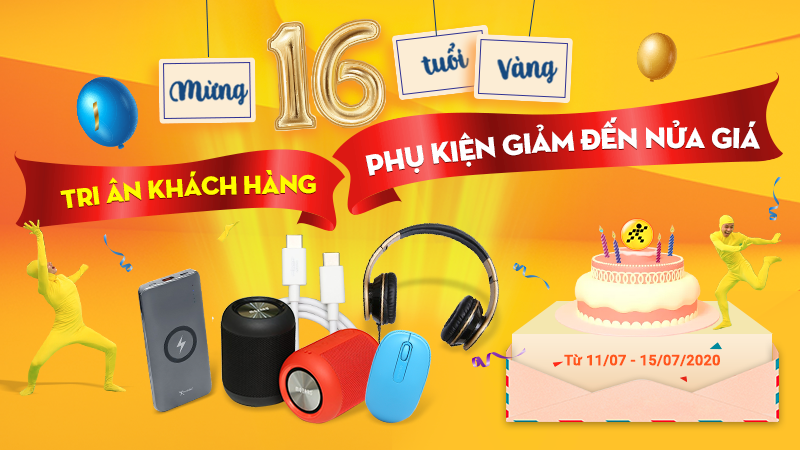 Mừng 16 tuổi Vàng
TRI ÂN KHÁCH HÀNG
PHỤ KIỆN GIẢM ĐẾN NỬA GIÁ
Từ 11/07 - 15/07/2020